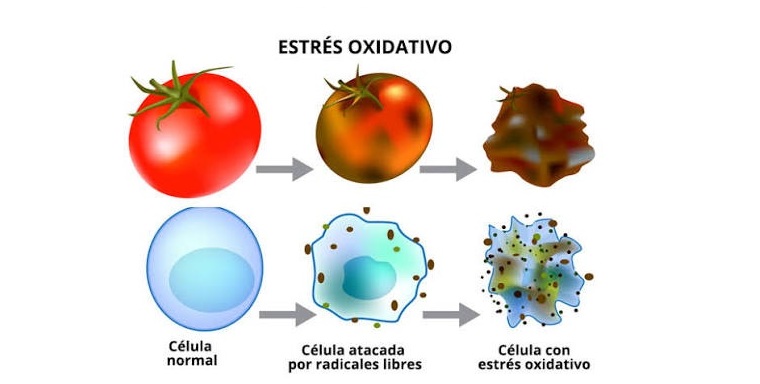 ESTRÉS OXIDATIVO
Célula
normal
Célula atacada
por radicales libres
Célula con
estrés oxidativo